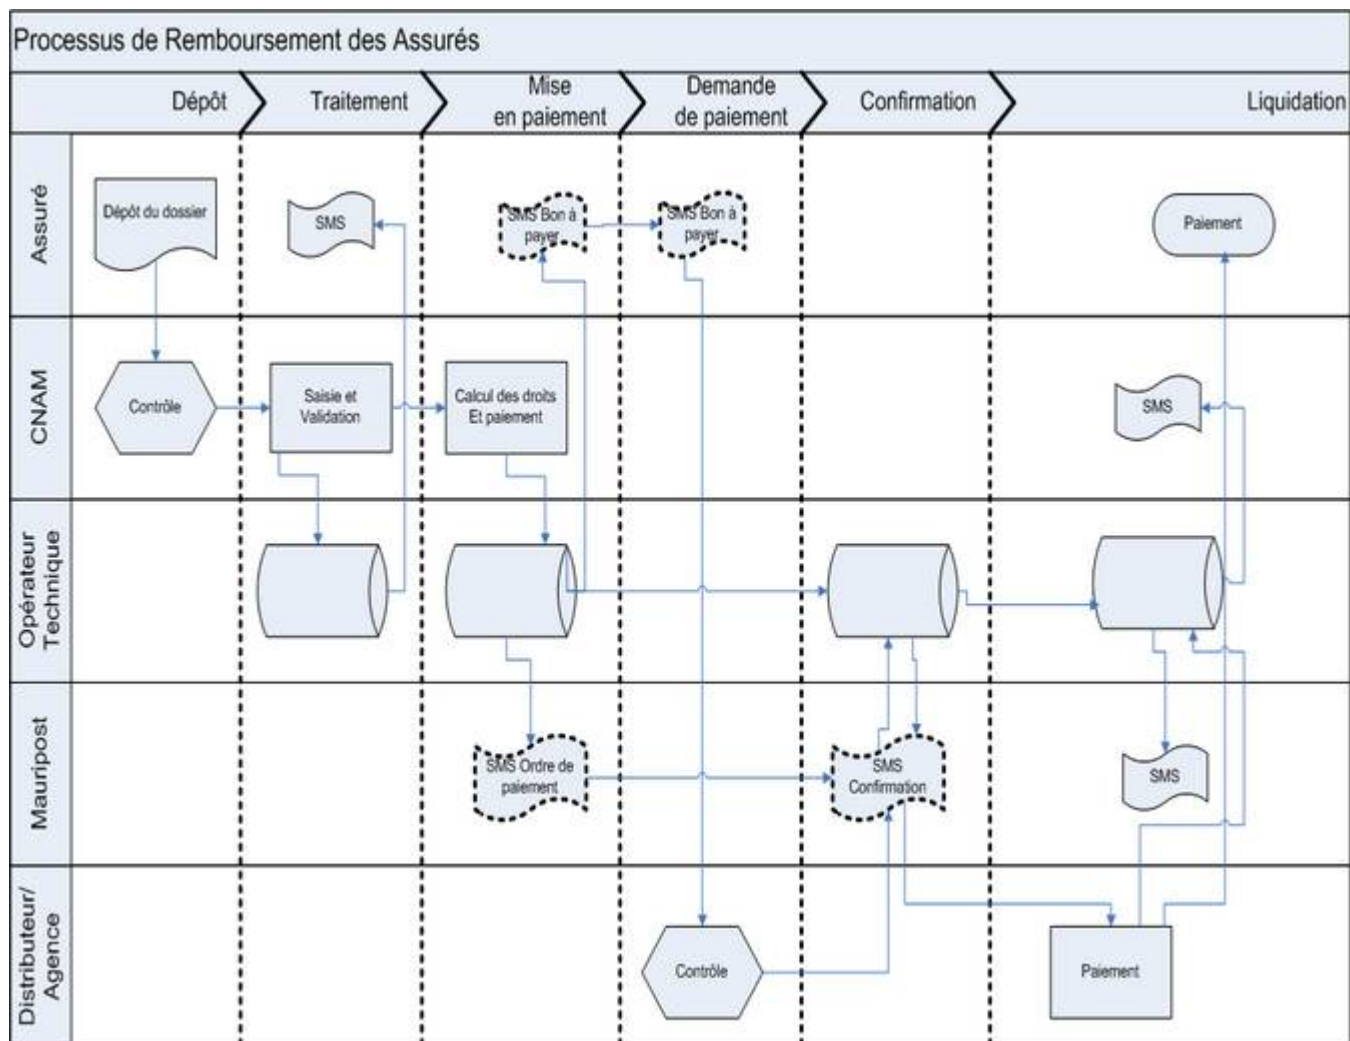 Processus de Remboursement des Assurés
Dépôt
Traitement
Mise
en paiement
Demande
de paiement
Confirmation
Liquidation
Assuré
Dépôt du dossier
SMS
SMS Bon à
payer
SMS Bon à
payer
Paiement
CNAM
Contrôle
Saisie et
Validation
Calcul des droits
Et paiement
SMS
Opérateur
Technique
Mauripost
SMS Ordre de
paiement
SMS
Confirmation
SMS
Distributeur/
Agence
Contrôle
Paiement